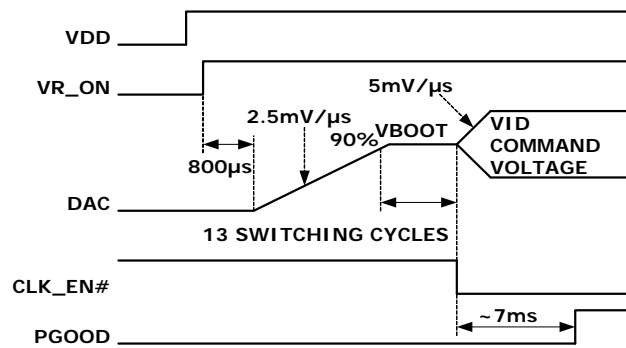 VDD
VR_ON
5mV/µs
2.5mV/µs
90% VBOOT
VID
COMMAND
VOLTAGE
800µs
DAC
13 SWITCHING CYCLES
CLK_EN#
~7ms
PGOOD